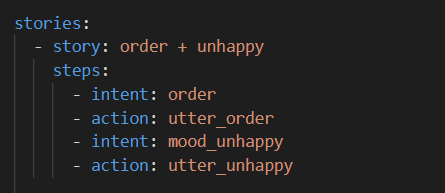 stories:
- story: order + unhappy
steps:
- intent: order
- action: utter_order
- intent: mood_unhappy
- action: utter_unhappy